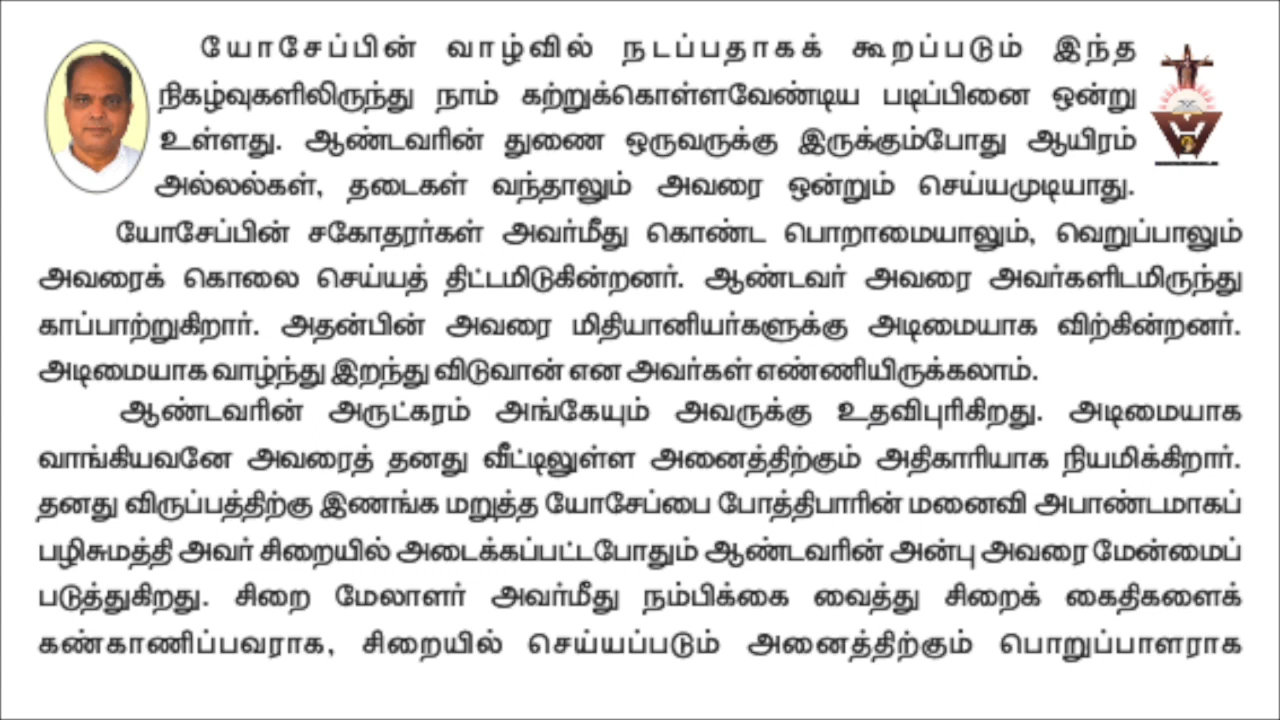 யோசேப்பின் வாழ்வில் நடப்பதாகக் கூறப்படும் இந்த
நிகழ்வுகளிலிருந்து நாம் கற்றுக்கொள்ளவேண்டிய படிப்பினை ஒன்று
உள்ளது. ஆண்டவரின் துணை ஒருவருக்கு இருக்கும்போது ஆயிரம்
அல்லல்கள், தடைகள் வந்தாலும் அவரை ஒன்றும் செய்யமுடியாது.
யோசேப்பின் சகோதரர்கள் அவர்மீது கொண்ட பொறாமையாலும், வெறுப்பாலும்
அவரைக் கொலை செய்யத் திட்டமிடுகின்றனர். ஆண்டவர் அவரை அவர்களிடமிருந்து
காப்பாற்றுகிறார். அதன்பின் அவரை மிதியானியர்களுக்கு அடிமையாக விற்கின்றனர்.
அடிமையாக வாழ்ந்து இறந்து விடுவான் என அவர்கள் எண்ணியிருக்கலாம்.
ஆண்டவரின் அருட்கரம் அங்கேயும் அவருக்கு உதவிபுரிகிறது. அடிமையாக
வாங்கியவனே அவரைத் தனது வீட்டிலுள்ள அனைத்திற்கும் அதிகாரியாக நியமிக்கிறார்.
தனது விருப்பத்திற்கு இணங்க மறுத்த யோசேப்பை போத்திபாரின் மனைவி அபாண்டமாகப்
பழிசுமத்தி அவர் சிறையில் அடைக்கப்பட்டபோதும் ஆண்டவரின் அன்பு அவரை மேன்மைப்
படுத்துகிறது. சிறை மேலாளர் அவர்மீது நம்பிக்கை வைத்து சிறைக் கைதிகளைக்
கண்காணிப்பவராக, சிறையில் செய்யப்படும் அனைத்திற்கும் பொறுப்பாளராக